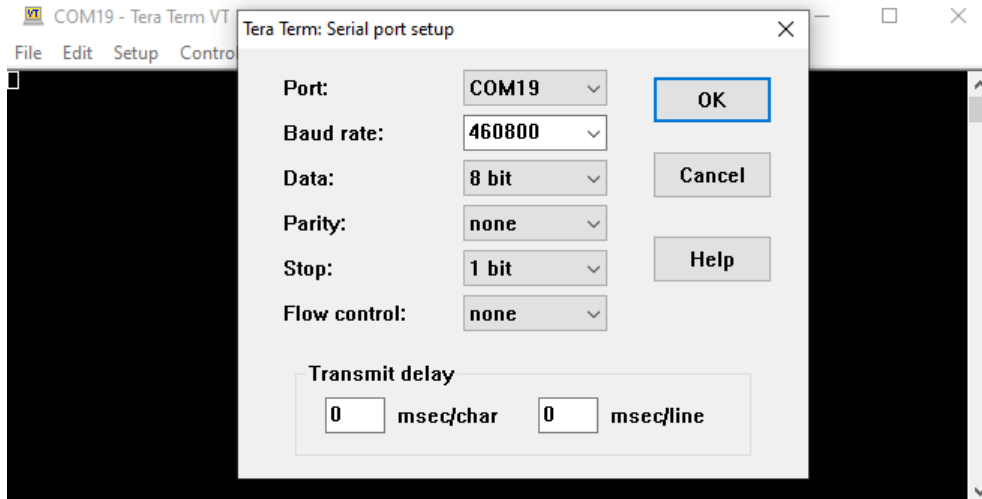 VT COM19 - Tera Term VT
File Edit Setup Control
Tera Term: Serial port setup
Port: COM19
OK
Baud rate: 460800
Data: 8 bit
Cancel
Parity: none
Stop: 1 bit
Help
Flow control: none
Transmit delay
0 msec/char 0 msec/line